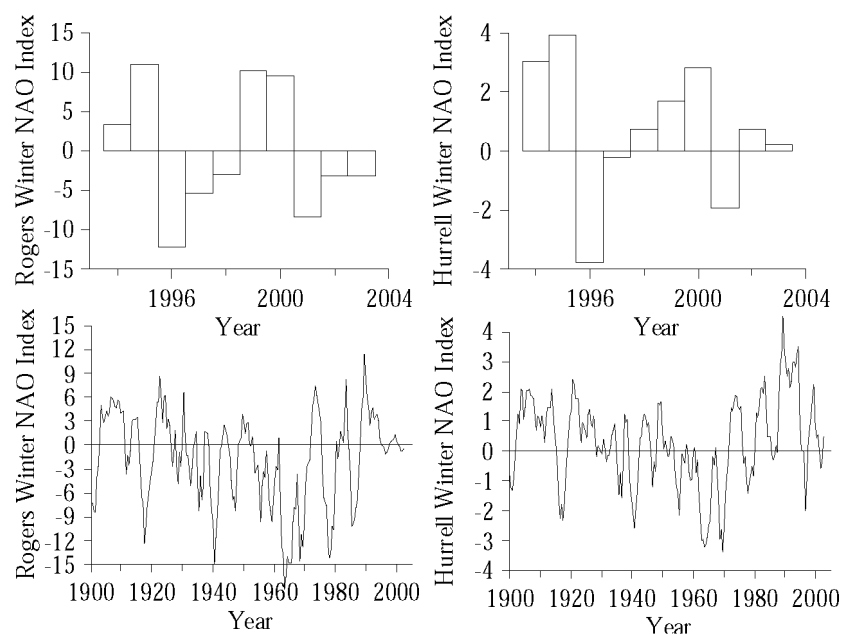 Rogers Winter NAO Index
15
10
5
0
-5
-10
-15
1996 2000 2004
Year
Hurrell Winter NAO Index
4
2
0
-2
-4
1996 2000 2004
Year
Rogers Winter NAO Index
15
12
9
6
3
0
-3
-6
-9
-12
-15
1900 1920 1940 1960 1980 2000
Year
Hurrell Winter NAO Index
4
3
2
1
0
-1
-2
-3
-4
1900 1920 1940 1960 1980 2000
Year